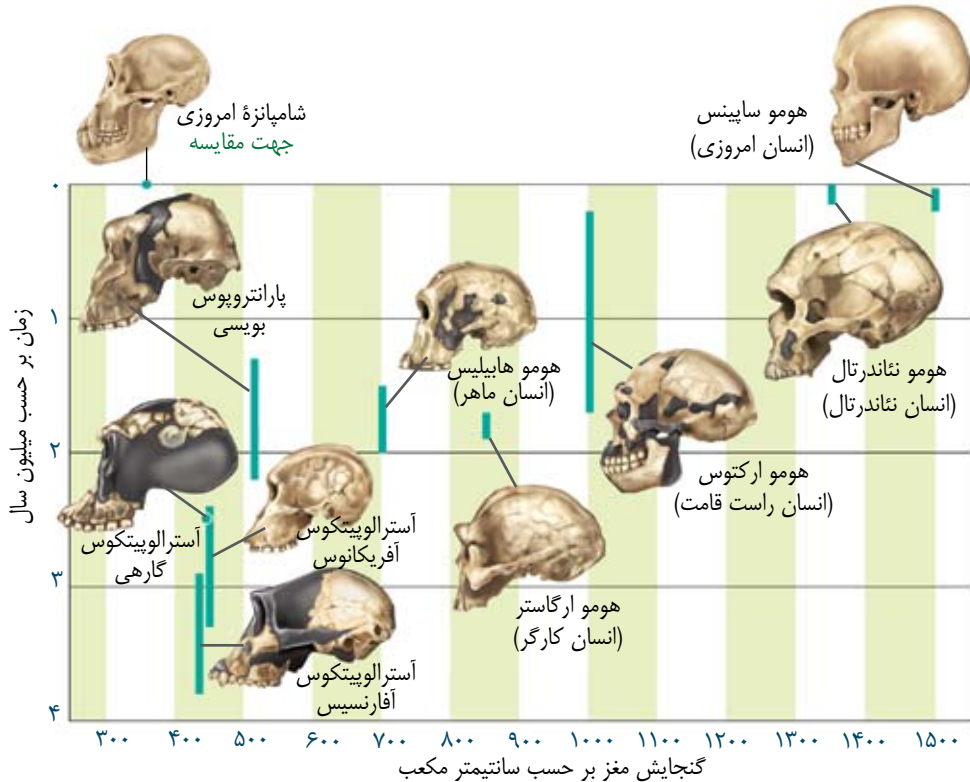 شامپانزهٔ امروزی
جهت مقایسه
هومو ساپینس
(انسان امروزی)
پارانتروپوس
بویسی
هومو هابیلیس
(انسان ماهر)
هومو نئاندرتال
(انسان نئاندرتال)
هومو ارکتوس
(انسان راست قامت)
آسترالوپیتکوس
گارهی
آسترالوپیتکوس
آفریکانوس
هومو ارگاستر
(انسان کارگر)
آسترالوپیتکوس
آفارنسیس
زمان بر حسب میلیون سال
۰
۱
۲
۳
۴
۳۰۰ ۴۰۰ ۵۰۰ ۶۰۰ ۷۰۰ ۸۰۰ ۹۰۰ ۱۰۰۰ ۱۱۰۰ ۱۲۰۰ ۱۳۰۰ ۱۴۰۰ ۱۵۰۰
گنجایش مغز بر حسب سانتیمتر مکعب